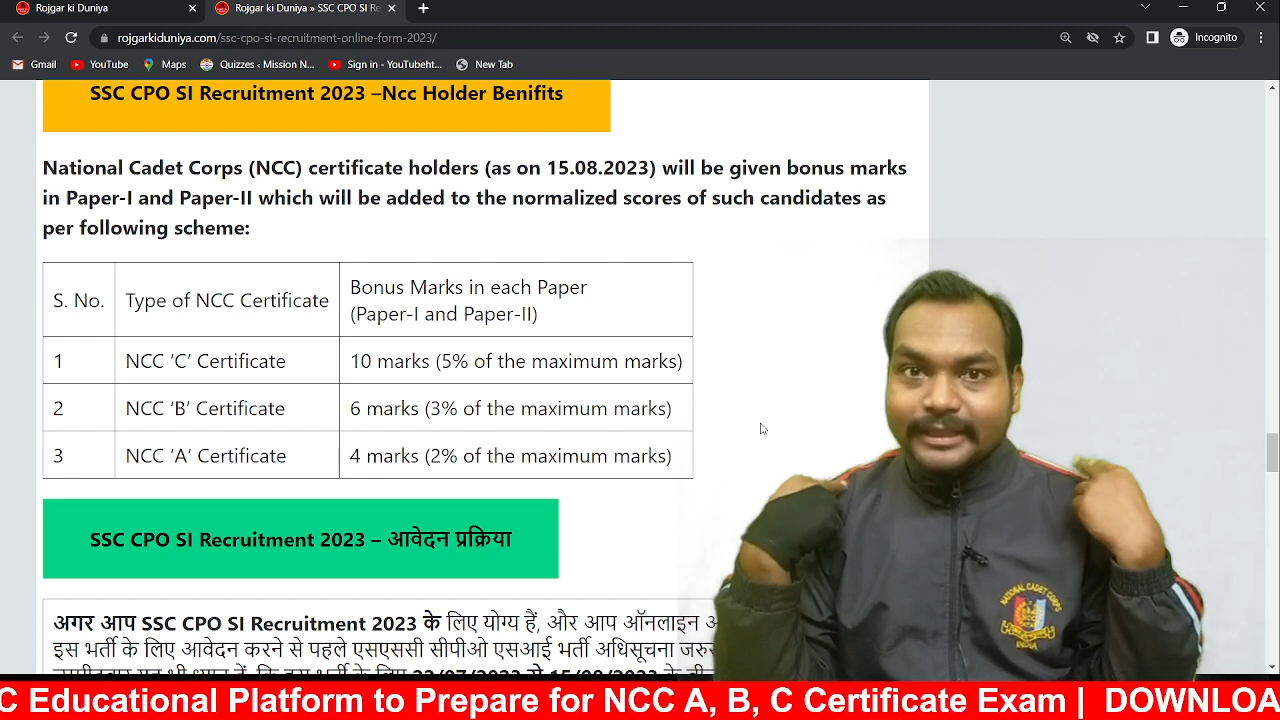 Rojgar ki Duniya
Rojgar ki Duniya » SSC CPO SI Re
rojgarkiduniya.com/ssc-cpo-si-recruitment-online-form-2023/
Incognito
Gmail
YouTube
Maps
Quizzes ‹ Mission N...
Sign in - YouTubeht...
New Tab
SSC CPO SI Recruitment 2023 –Ncc Holder Benifits
National Cadet Corps (NCC) certificate holders (as on 15.08.2023) will be given bonus marks
in Paper-I and Paper-II which will be added to the normalized scores of such candidates as
per following scheme:
S. No. Type of NCC Certificate Bonus Marks in each Paper
(Paper-I and Paper-II)
1 NCC ‘C’ Certificate 10 marks (5% of the maximum marks)
2 NCC ‘B’ Certificate 6 marks (3% of the maximum marks)
3 NCC ‘A’ Certificate 4 marks (2% of the maximum marks)
NATIONAL CADET CORPS
NCC
INDIA
SSC CPO SI Recruitment 2023 – आवेदन प्रक्रिया
अगर आप SSC CPO SI Recruitment 2023 के लिए योग्य हैं, और आप ऑनलाइन
इस भर्ती के लिए आवेदन करने से पहले एसएससी सीपीओ एसआई भर्ती अधिसूचना
C Educational Platform to Prepare for NCC A, B, C Certificate Exam | DOWNLOA